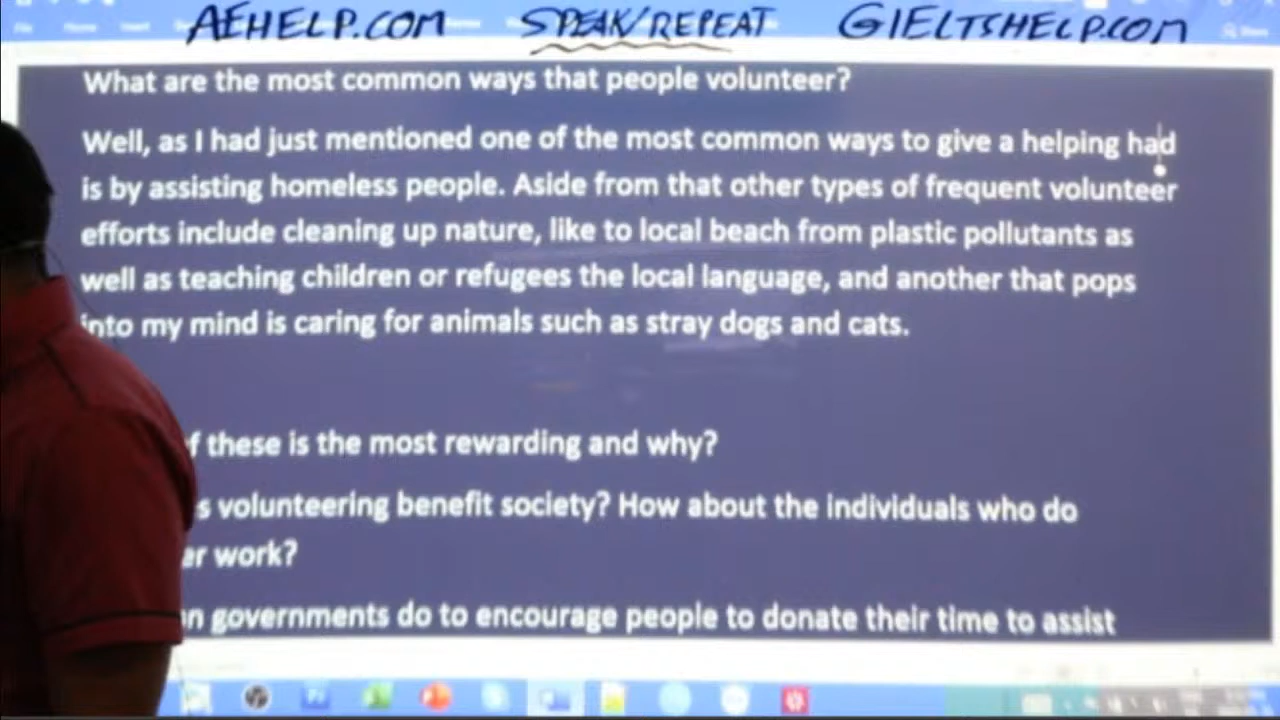 AEHELP.COM SPEAK/REPEAT GIELTSHELP.COM
What are the most common ways that people volunteer?
Well, as I had just mentioned one of the most common ways to give a helping had
is by assisting homeless people. Aside from that other types of frequent volunteer
efforts include cleaning up nature, like to local beach from plastic pollutants as
well as teaching children or refugees the local language, and another that pops
into my mind is caring for animals such as stray dogs and cats.
f these is the most rewarding and why?
s volunteering benefit society? How about the individuals who do
er work?
n governments do to encourage people to donate their time to assist